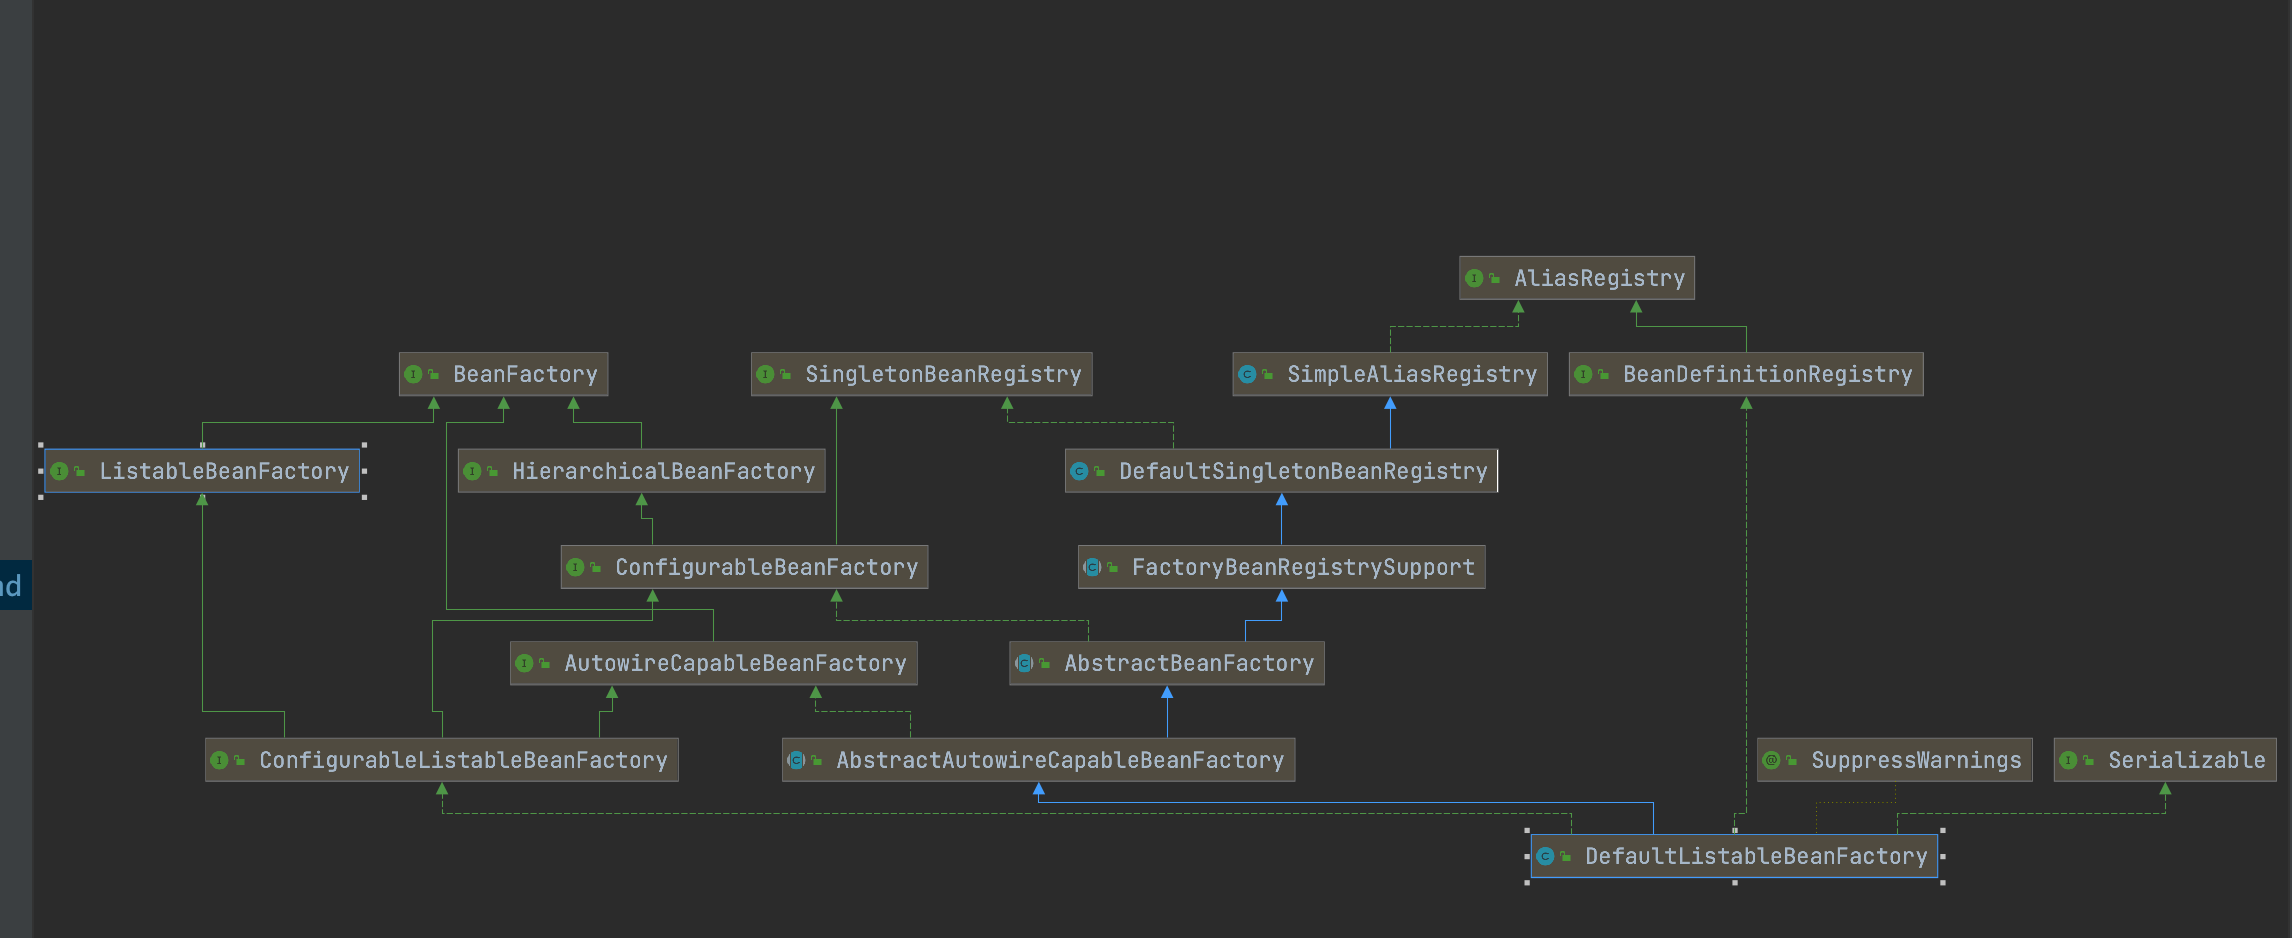 AliasRegistry
BeanFactory
SingletonBeanRegistry
SimpleAliasRegistry
BeanDefinitionRegistry
ListableBeanFactory
HierarchicalBeanFactory
DefaultSingletonBeanRegistry
ConfigurableBeanFactory
FactoryBeanRegistrySupport
nd
AutowireCapableBeanFactory
AbstractBeanFactory
ConfigurableListableBeanFactory
AbstractAutowireCapableBeanFactory
SuppressWarnings
Serializable
DefaultListableBeanFactory